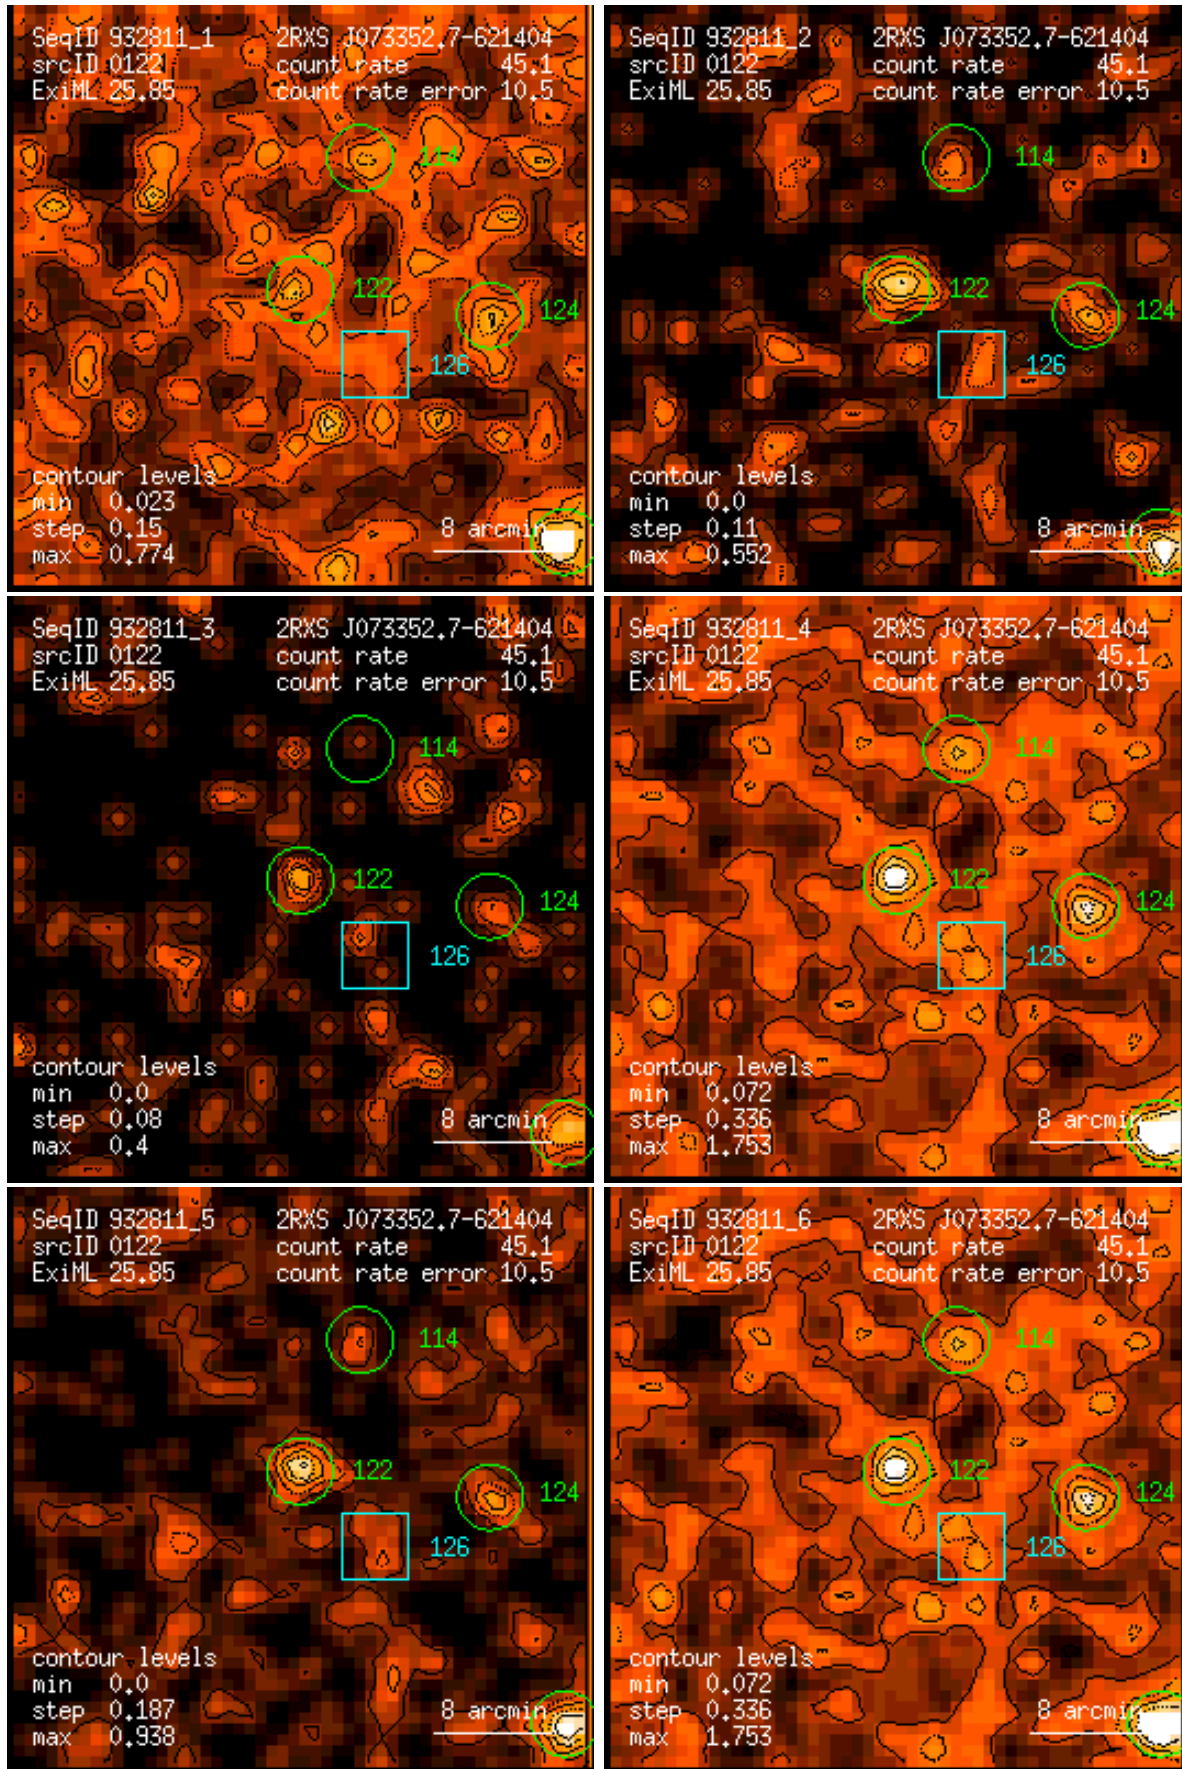 SeqID 932811_1 2RXS J073352.7-621404
srcID 0122 count rate 45.1
ExiML 25.85 count rate error 10.5
114
122
124
126
contour levels
min 0.023
step 0.15 8 arcmin
max 0.774
SeqID 932811_2 2RXS J073352.7-621404
srcID 0122 count rate 45.1
ExiML 25.85 count rate error 10.5
114
122
124
126
contour levels
min 0.0
step 0.11 8 arcmin
max 0.552
SeqID 932811_3 2RXS J073352.7-621404
srcID 0122 count rate 45.1
ExiML 25.85 count rate error 10.5
114
122
124
126
contour levels
min 0.0
step 0.08 8 arcmin
max 0.4
SeqID 932811_4 2RXS J073352.7-621404
srcID 0122 count rate 45.1
ExiML 25.85 count rate error 10.5
114
122
124
126
contour levels
min 0.072
step 0.336 8 arcmin
max 1.753
SeqID 932811_5 2RXS J073352.7-621404
srcID 0122 count rate 45.1
ExiML 25.85 count rate error 10.5
114
122
124
126
contour levels
min 0.0
step 0.187 8 arcmin
max 0.938
SeqID 932811_6 2RXS J073352.7-621404
srcID 0122 count rate 45.1
ExiML 25.85 count rate error 10.5
114
122
124
126
contour levels
min 0.072
step 0.336 8 arcmin
max 1.753